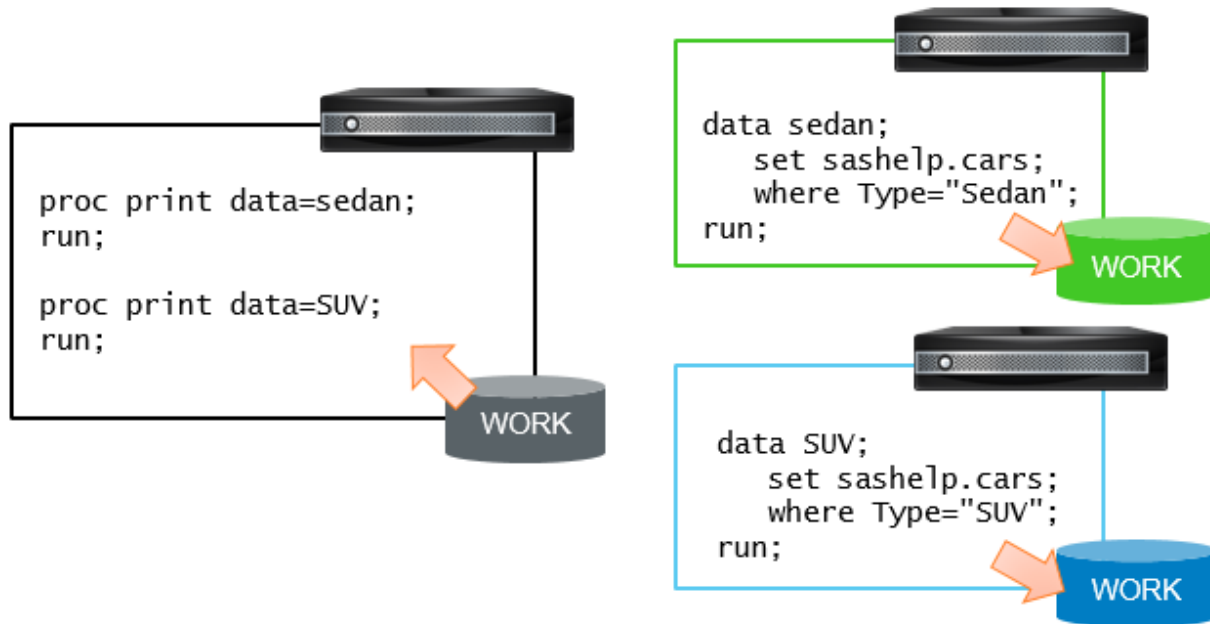 proc print data=sedan;
run;
proc print data=SUV;
run;
WORK
data sedan;
set sashelp.cars;
where Type="Sedan";
run;
WORK
data SUV;
set sashelp.cars;
where Type="SUV";
run;
WORK